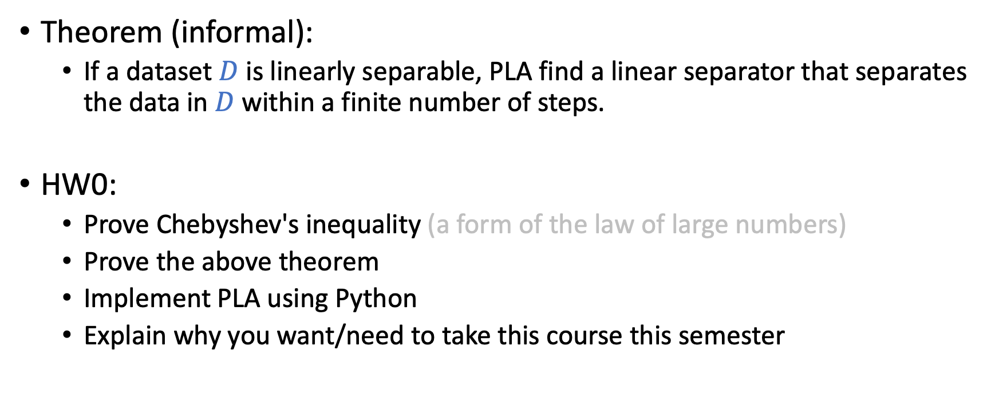 • Theorem (informal):
• If a dataset D is linearly separable, PLA find a linear separator that separates
the data in D within a finite number of steps.
• HW0:
• Prove Chebyshev's inequality (a form of the law of large numbers)
• Prove the above theorem
• Implement PLA using Python
• Explain why you want/need to take this course this semester